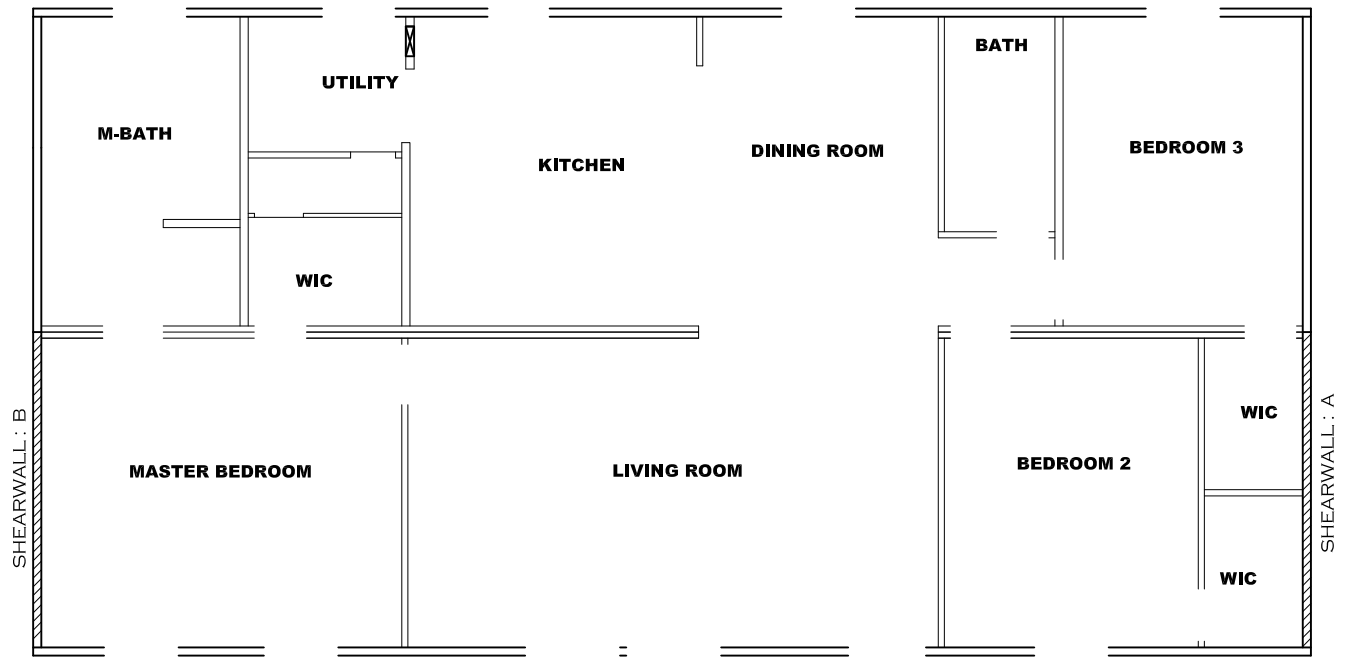 BATH
UTILITY
M-BATH
DINING ROOM
BEDROOM 3
KITCHEN
WIC
SHEARWALL : B
SHEARWALL : A
WIC
MASTER BEDROOM
LIVING ROOM
BEDROOM 2
WIC